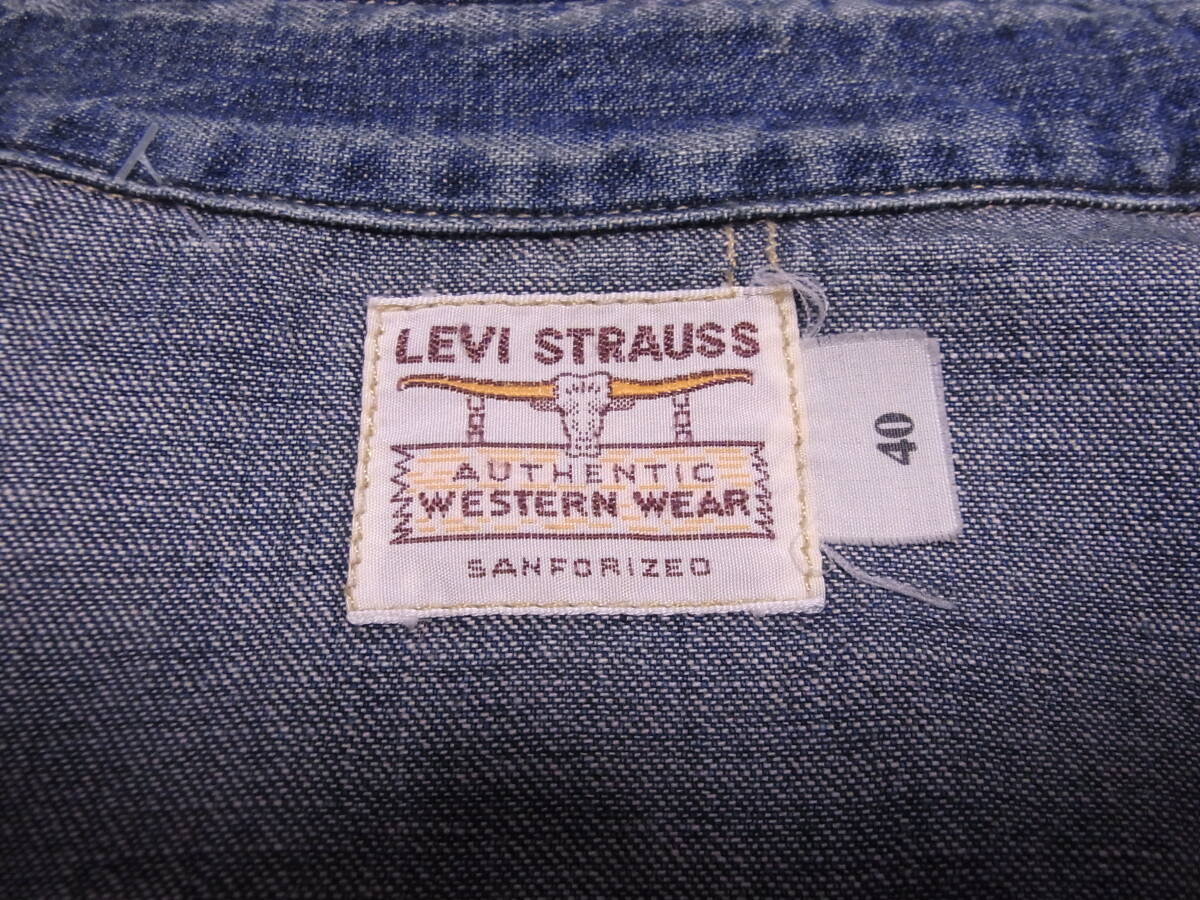 LEVI STRAUSS
AUTHENTIC
WESTERN WEAR
SANFORIZED
40